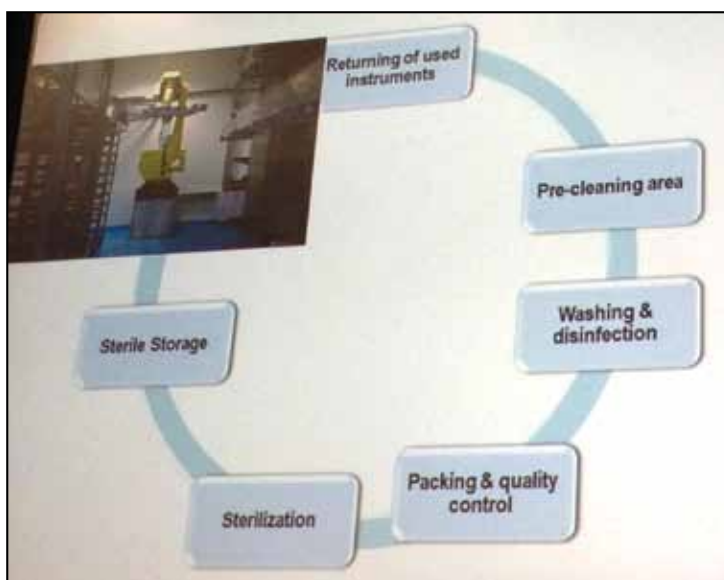 Returning of used
instruments
Pre-cleaning area
Washing &
disinfection
Packing & quality
control
Sterilization
Sterile Storage